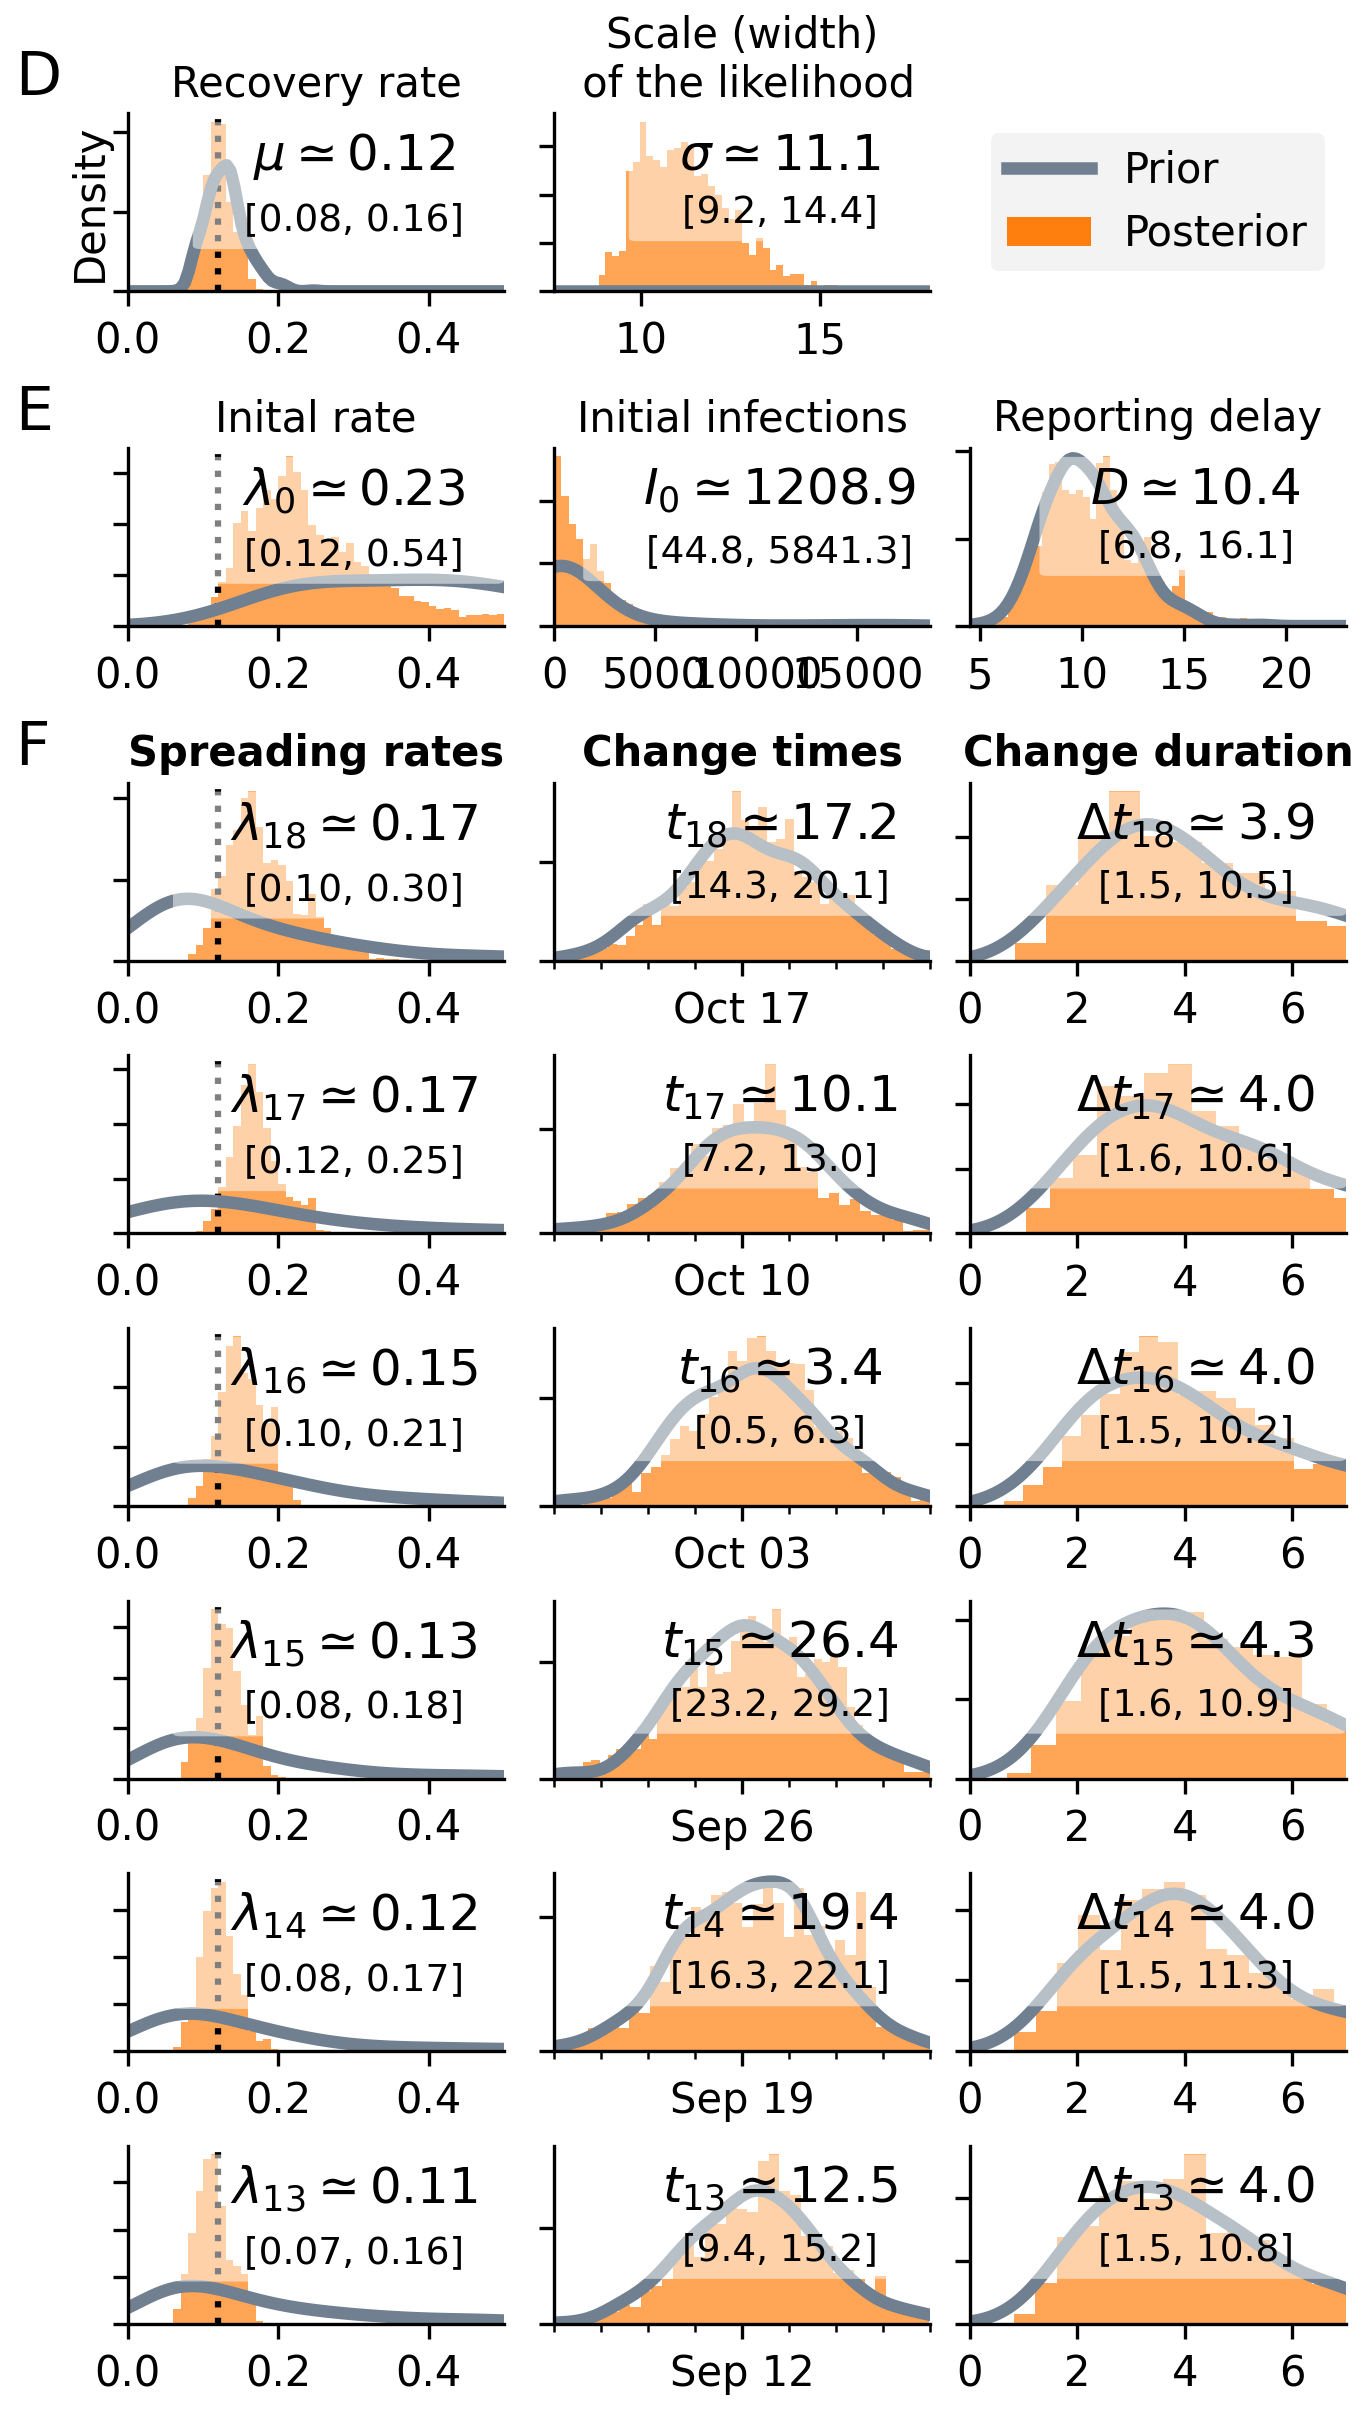 D
Recovery rate
Scale (width)
of the likelihood
Density
μ ≃ 0.12
[0.08, 0.16]
σ ≃ 11.1
[9.2, 14.4]
Prior
Posterior
0.0 0.2 0.4
10 15
E
Inital rate
Initial infections
Reporting delay
λ0 ≃ 0.23
[0.12, 0.54]
I0 ≃ 1208.9
[44.8, 5841.3]
D ≃ 10.4
[6.8, 16.1]
0.0 0.2 0.4
0 5000 10000 15000
5 10 15 20
F
Spreading rates
Change times
Change duration
λ18 ≃ 0.17
[0.10, 0.30]
t18 ≃ 17.2
[14.3, 20.1]
Δt18 ≃ 3.9
[1.5, 10.5]
0.0 0.2 0.4
Oct 17
0 2 4 6
λ17 ≃ 0.17
[0.12, 0.25]
t17 ≃ 10.1
[7.2, 13.0]
Δt17 ≃ 4.0
[1.6, 10.6]
0.0 0.2 0.4
Oct 10
0 2 4 6
λ16 ≃ 0.15
[0.10, 0.21]
t16 ≃ 3.4
[0.5, 6.3]
Δt16 ≃ 4.0
[1.5, 10.2]
0.0 0.2 0.4
Oct 03
0 2 4 6
λ15 ≃ 0.13
[0.08, 0.18]
t15 ≃ 26.4
[23.2, 29.2]
Δt15 ≃ 4.3
[1.6, 10.9]
0.0 0.2 0.4
Sep 26
0 2 4 6
λ14 ≃ 0.12
[0.08, 0.17]
t14 ≃ 19.4
[16.3, 22.1]
Δt14 ≃ 4.0
[1.5, 11.3]
0.0 0.2 0.4
Sep 19
0 2 4 6
λ13 ≃ 0.11
[0.07, 0.16]
t13 ≃ 12.5
[9.4, 15.2]
Δt13 ≃ 4.0
[1.5, 10.8]
0.0 0.2 0.4
Sep 12
0 2 4 6